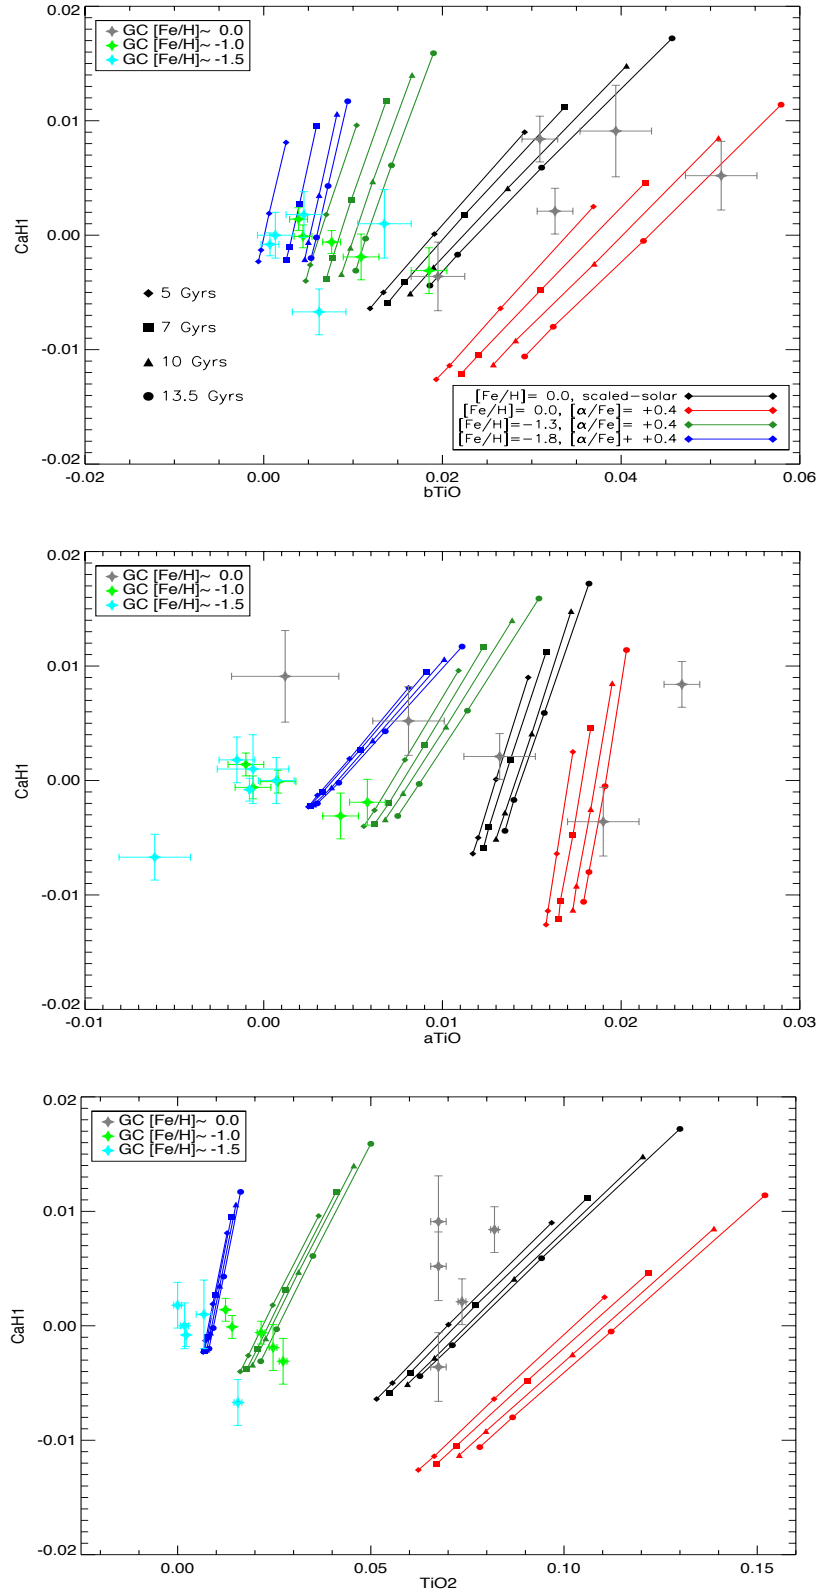 0.02
0.01
0.00
-0.01
-0.02
CaH1
GC [Fe/H]~ 0.0
GC [Fe/H]~ -1.0
GC [Fe/H]~ -1.5
5 Gyrs
7 Gyrs
10 Gyrs
13.5 Gyrs
[Fe/H]= 0.0, scaled-solar
[Fe/H]= 0.0, [α/Fe]= +0.4
[Fe/H]=-1.3, [α/Fe]= +0.4
[Fe/H]=-1.8, [α/Fe]+ +0.4
-0.02 0.00 0.02 0.04 0.06
bTiO
0.02
0.01
0.00
-0.01
-0.02
CaH1
GC [Fe/H]~ 0.0
GC [Fe/H]~ -1.0
GC [Fe/H]~ -1.5
-0.01 0.00 0.01 0.02 0.03
aTiO
0.02
0.01
0.00
-0.01
-0.02
CaH1
GC [Fe/H]~ 0.0
GC [Fe/H]~ -1.0
GC [Fe/H]~ -1.5
0.00 0.05 0.10 0.15
TiO2